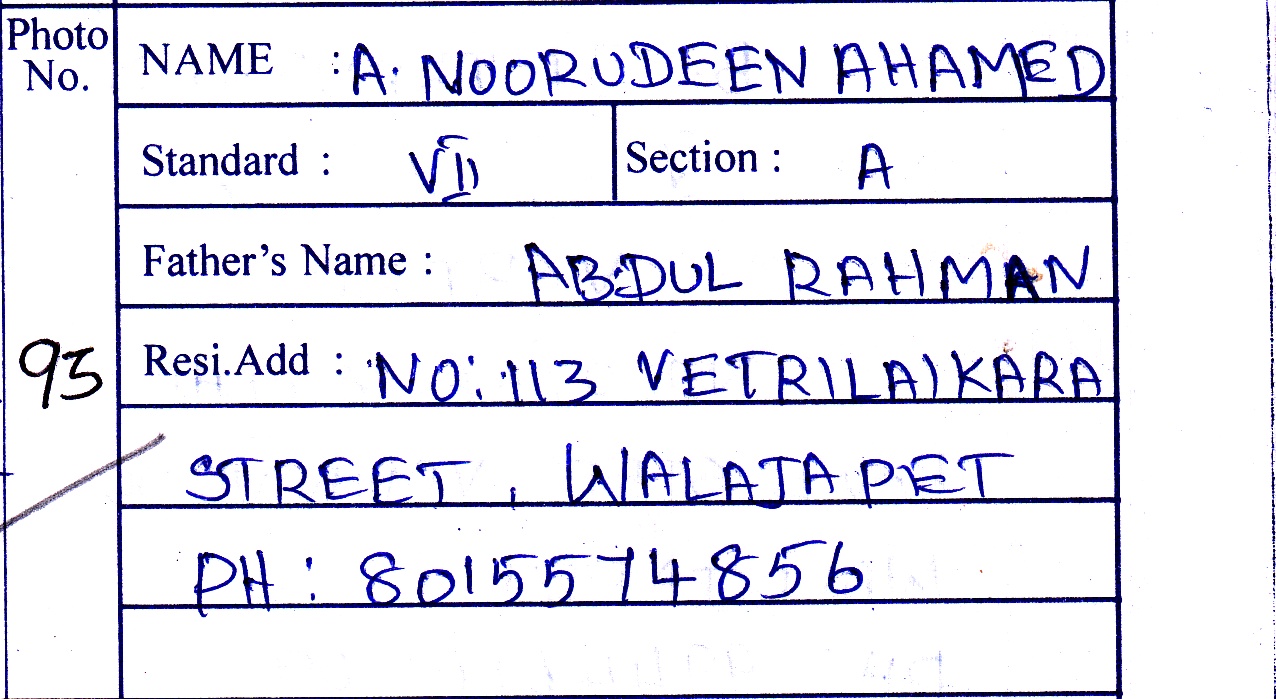 Photo No.
NAME : A. NOORUDEEN AHAMED
Standard : VII Section : A
Father's Name : ABDUL RAHMAN
93 Resi.Add : NO: 113 VETRILAIKARA
STREET, WALAJAPET
PH : 8015574856